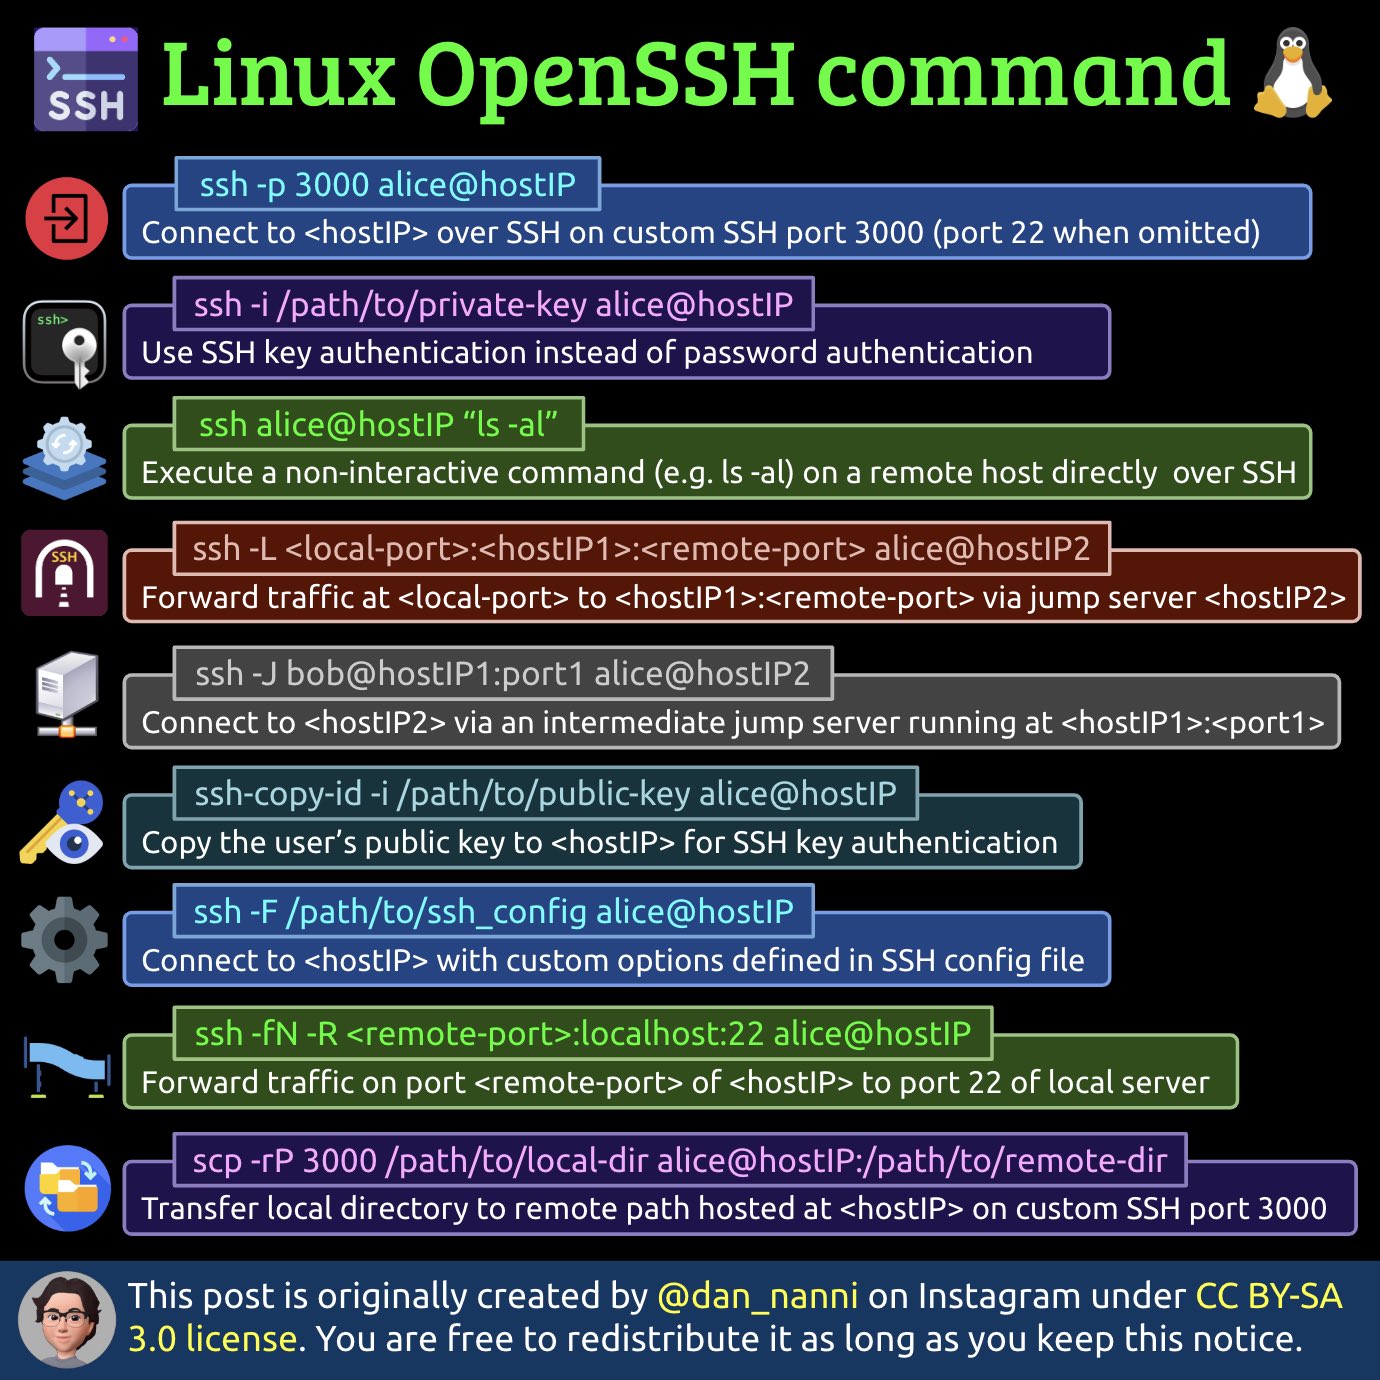 SSH
Linux OpenSSH command
ssh -p 3000 alice@hostIP
Connect to <hostIP> over SSH on custom SSH port 3000 (port 22 when omitted)
ssh>
ssh -i /path/to/private-key alice@hostIP
Use SSH key authentication instead of password authentication
ssh alice@hostIP “ls -al”
Execute a non-interactive command (e.g. ls -al) on a remote host directly  over SSH
SSH
ssh -L <local-port>:<hostIP1>:<remote-port> alice@hostIP2
Forward traffic at <local-port> to <hostIP1>:<remote-port> via jump server <hostIP2>
ssh -J bob@hostIP1:port1 alice@hostIP2
Connect to <hostIP2> via an intermediate jump server running at <hostIP1>:<port1>
ssh-copy-id -i /path/to/public-key alice@hostIP
Copy the user’s public key to <hostIP> for SSH key authentication
ssh -F /path/to/ssh_config alice@hostIP
Connect to <hostIP> with custom options defined in SSH config file
ssh -fN -R <remote-port>:localhost:22 alice@hostIP
Forward traffic on port <remote-port> of <hostIP> to port 22 of local server
scp -rP 3000 /path/to/local-dir alice@hostIP:/path/to/remote-dir
Transfer local directory to remote path hosted at <hostIP> on custom SSH port 3000
This post is originally created by @dan_nanni on Instagram under CC BY-SA
3.0 license. You are free to redistribute it as long as you keep this notice.